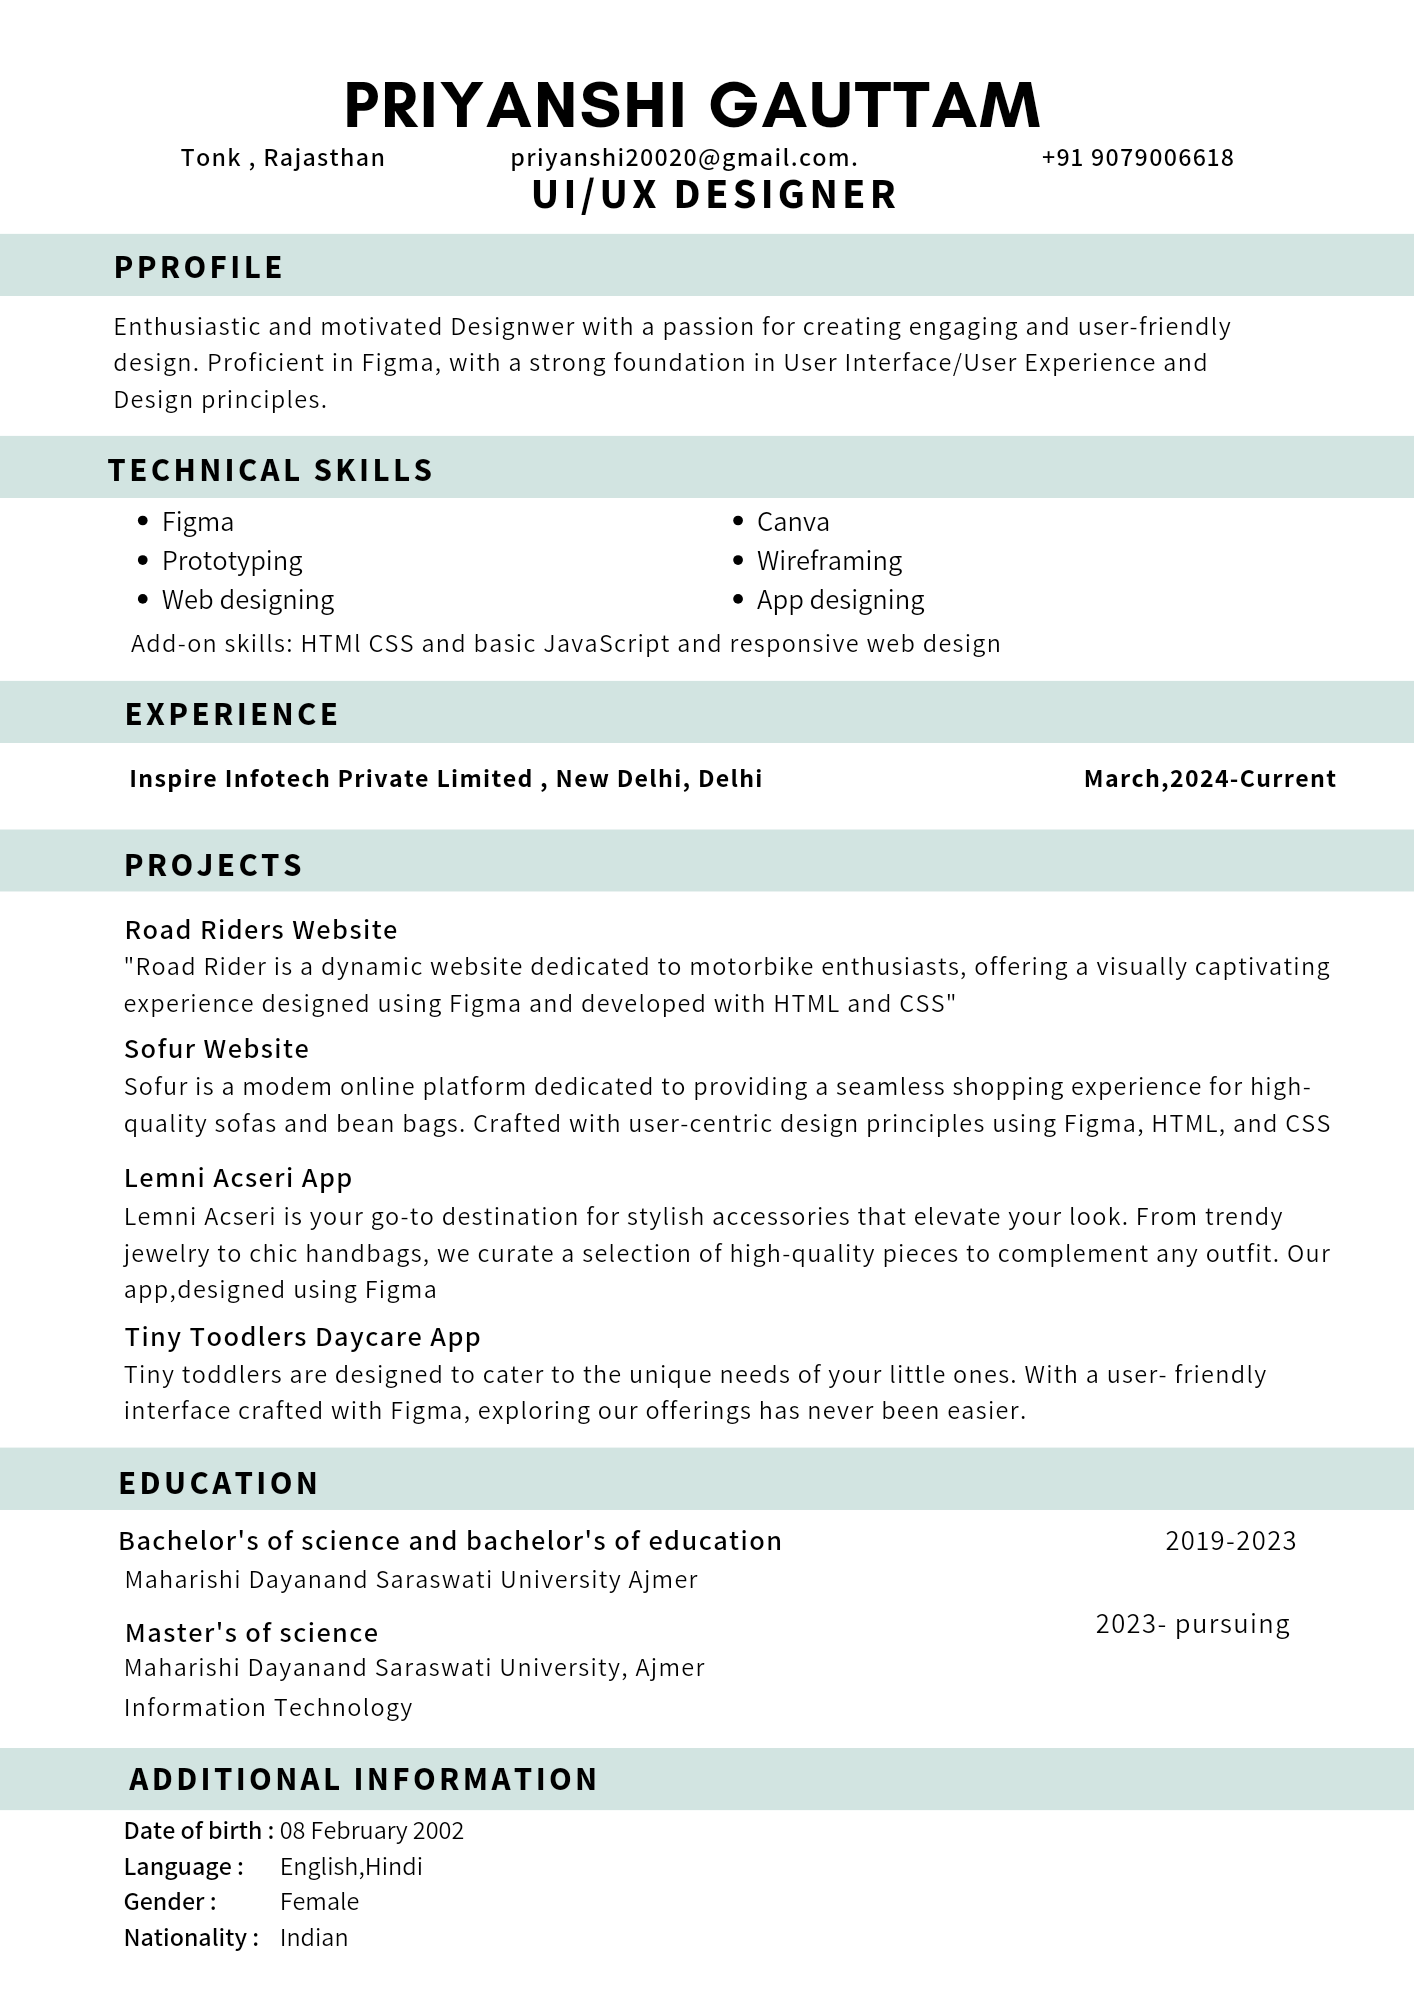 PRIYANSHI GAUTTAM
Tonk , Rajasthan priyanshi20020@gmail.com. +91 9079006618
UI/UX DESIGNER
PPROFILE
Enthusiastic and motivated Designwer with a passion for creating engaging and user-friendly
design. Proficient in Figma, with a strong foundation in User Interface/User Experience and
Design principles.
TECHNICAL SKILLS
• Figma
• Prototyping
• Web designing
• Canva
• Wireframing
• App designing
Add-on skills: HTMl CSS and basic JavaScript and responsive web design
EXPERIENCE
Inspire Infotech Private Limited , New Delhi, Delhi March,2024-Current
PROJECTS
Road Riders Website
"Road Rider is a dynamic website dedicated to motorbike enthusiasts, offering a visually captivating
experience designed using Figma and developed with HTML and CSS"
Sofur Website
Sofur is a modem online platform dedicated to providing a seamless shopping experience for high-
quality sofas and bean bags. Crafted with user-centric design principles using Figma, HTML, and CSS
Lemni Acseri App
Lemni Acseri is your go-to destination for stylish accessories that elevate your look. From trendy
jewelry to chic handbags, we curate a selection of high-quality pieces to complement any outfit. Our
app,designed using Figma
Tiny Toodlers Daycare App
Tiny toddlers are designed to cater to the unique needs of your little ones. With a user- friendly
interface crafted with Figma, exploring our offerings has never been easier.
EDUCATION
Bachelor's of science and bachelor's of education 2019-2023
Maharishi Dayanand Saraswati University Ajmer
Master's of science 2023- pursuing
Maharishi Dayanand Saraswati University, Ajmer
Information Technology
ADDITIONAL INFORMATION
Date of birth : 08 February 2002
Language : English,Hindi
Gender : Female
Nationality : Indian